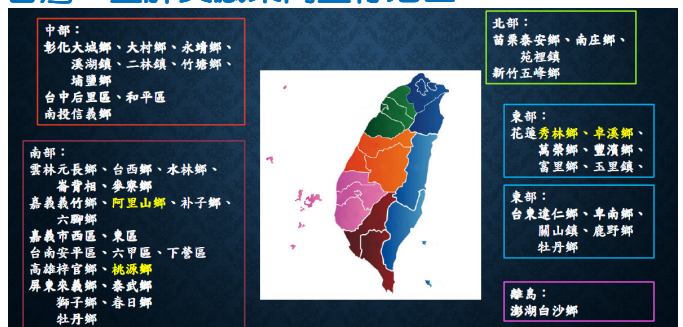 中部：
彰化大城鄉、大村鄉、永靖鄉、
溪湖鎮、二林鎮、竹塘鄉、
埔鹽鄉
台中后里區、和平區
南投信義鄉
北部：
苗栗泰安鄉、南庄鄉、
苑裡鎮
新竹五峰鄉
南部：
雲林元長鄉、台西鄉、水林鄉、
崙背相、麥寮鄉
嘉義義竹鄉、阿里山鄉、朴子鄉、
六腳鄉
嘉義市西區、東區
台南安平區、六甲區、下營區
高雄梓官鄉、桃源鄉
屏東來義鄉、泰武鄉
獅子鄉、春日鄉
牡丹鄉
東部：
花蓮秀林鄉、卓溪鄉、
萬榮鄉、豐濱鄉、
富里鄉、玉里鎮、
東部：
台東達仁鄉、卑南鄉、
關山鎮、鹿野鄉
牡丹鄉
離島：
澎湖白沙鄉